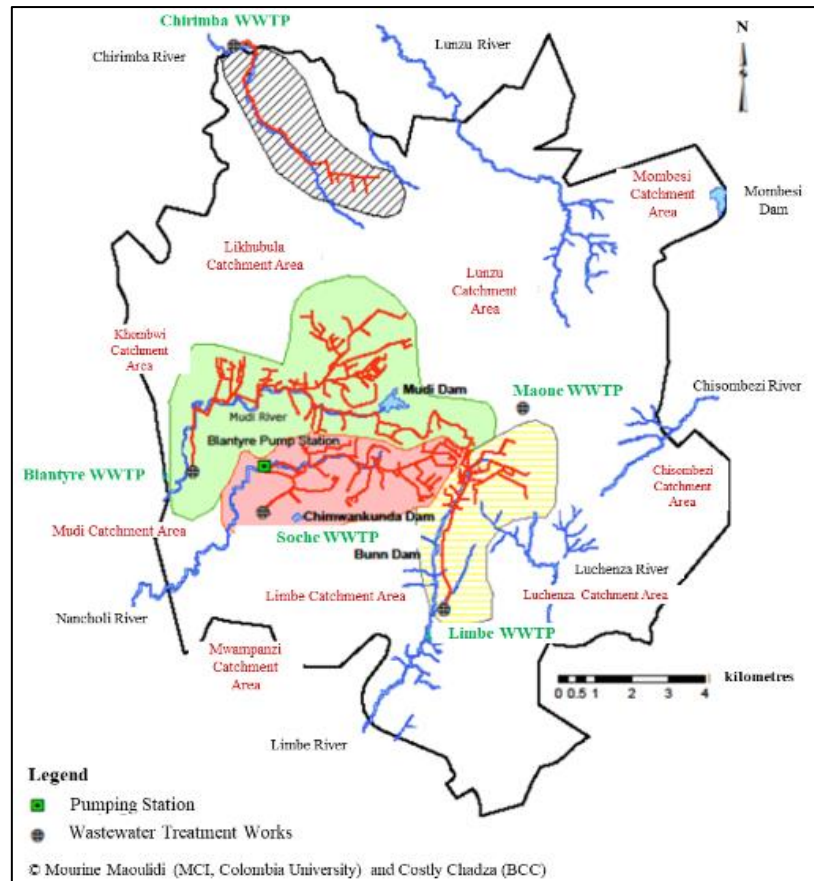 Chirimba WWTP
N
Chirimba River
Lunzu River
Mombesi
Catchment
Area
Mombesi
Dam
Likhubula
Catchment Area
Lunzu
Catchment
Area
Khombwi
Catchment
Area
Mudi Dam
Maone WWTP
Chisombezi River
Mudi River
Blantyre Pump Station
Blantyre WWTP
Chisombezi
Catchment
Area
Chimwankunda Dam
Mudi Catchment Area
Soche WWTP
Bunn Dam
Luchenza River
Limbe Catchment Area
Luchenza Catchment Area
Nancholi River
Limbe WWTP
Mwampanzi
Catchment
Area
kilometres
0 0.5 1 2 3 4
Limbe River
Legend
Pumping Station
Wastewater Treatment Works
© Mourine Maoulidi (MCI, Colombia University) and Costly Chadza (BCC)